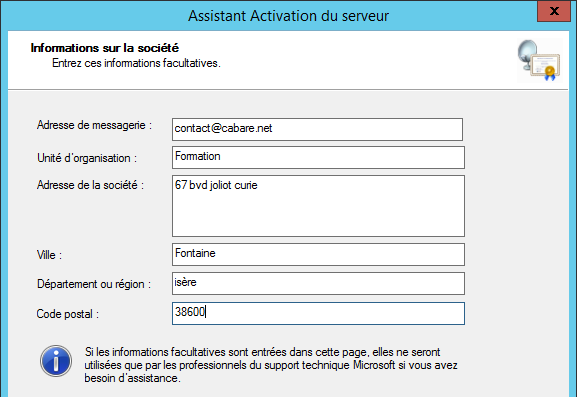 Assistant Activation du serveur
x
Informations sur la société
Entrez ces informations facultatives.
Adresse de messagerie : contact@cabare.net
Unité d'organisation : Formation
Adresse de la société : 67 bvd joliot curie
Ville : Fontaine
Département ou région : isère
Code postal : 38600
Si les informations facultatives sont entrées dans cette page, elles ne seront
utilisées que par les professionnels du support technique Microsoft si vous avez
besoin d'assistance.